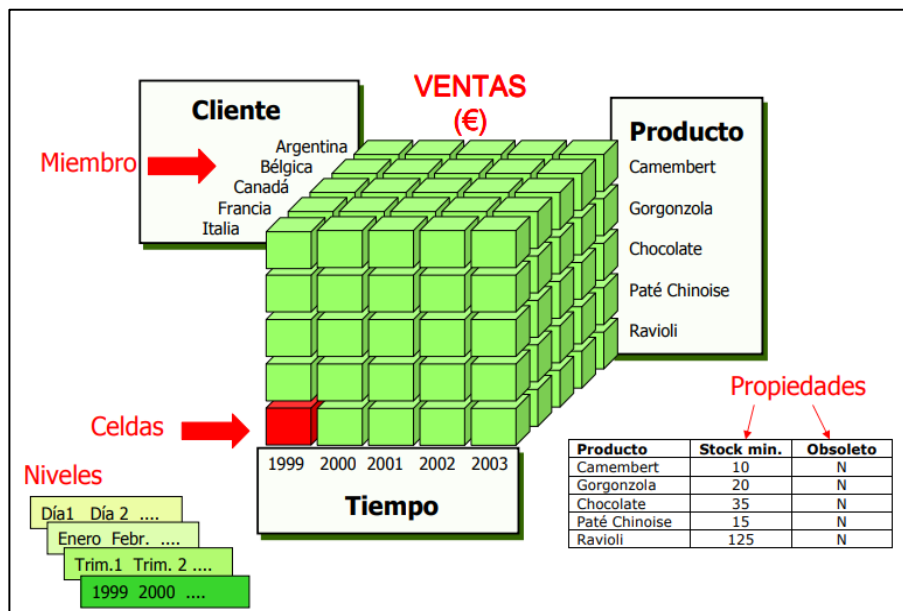 VENTAS
(€)
Cliente
Argentina
Bélgica
Canadá
Francia
Italia
Miembro
Producto
Camembert
Gorgonzola
Chocolate
Paté Chinoise
Ravioli
Celdas
1999 2000 2001 2002 2003
Tiempo
Niveles
Día1 Día 2 ....
Enero Febr. ....
Trim.1 Trim. 2 ....
1999 2000 ....
Propiedades
Producto Stock min. Obsoleto
Camembert 10 N
Gorgonzola 20 N
Chocolate 35 N
Paté Chinoise 15 N
Ravioli 125 N